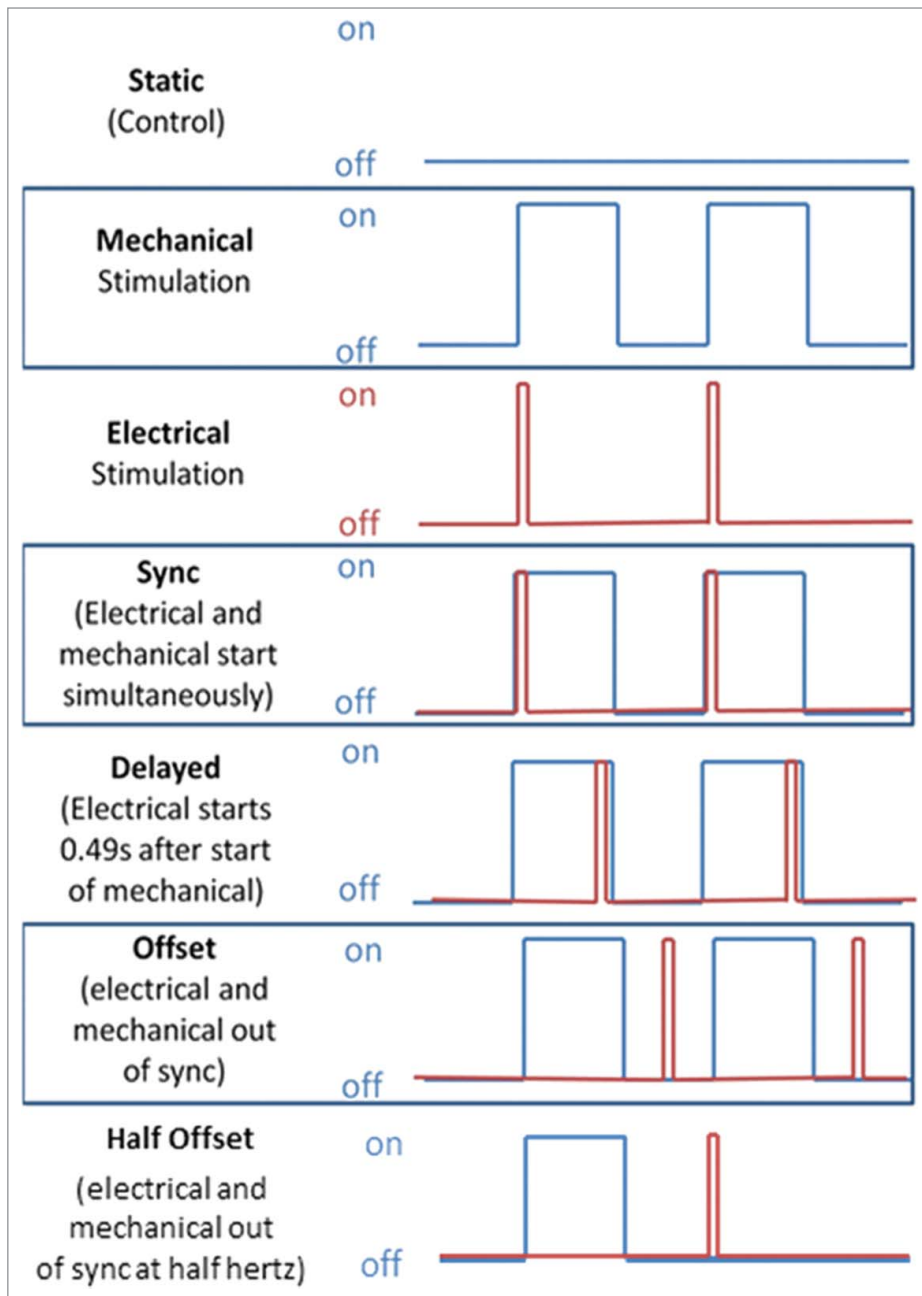 on
Static
(Control)
off
on
Mechanical
Stimulation
off
on
Electrical
Stimulation
off
on
Sync
(Electrical and
mechanical start
simultaneously)
off
on
Delayed
(Electrical starts
0.49s after start
of mechanical)
off
Offset
on
(electrical and
mechanical out
of sync)
off
Half Offset
on
(electrical and
mechanical out
of sync at half hertz)
off